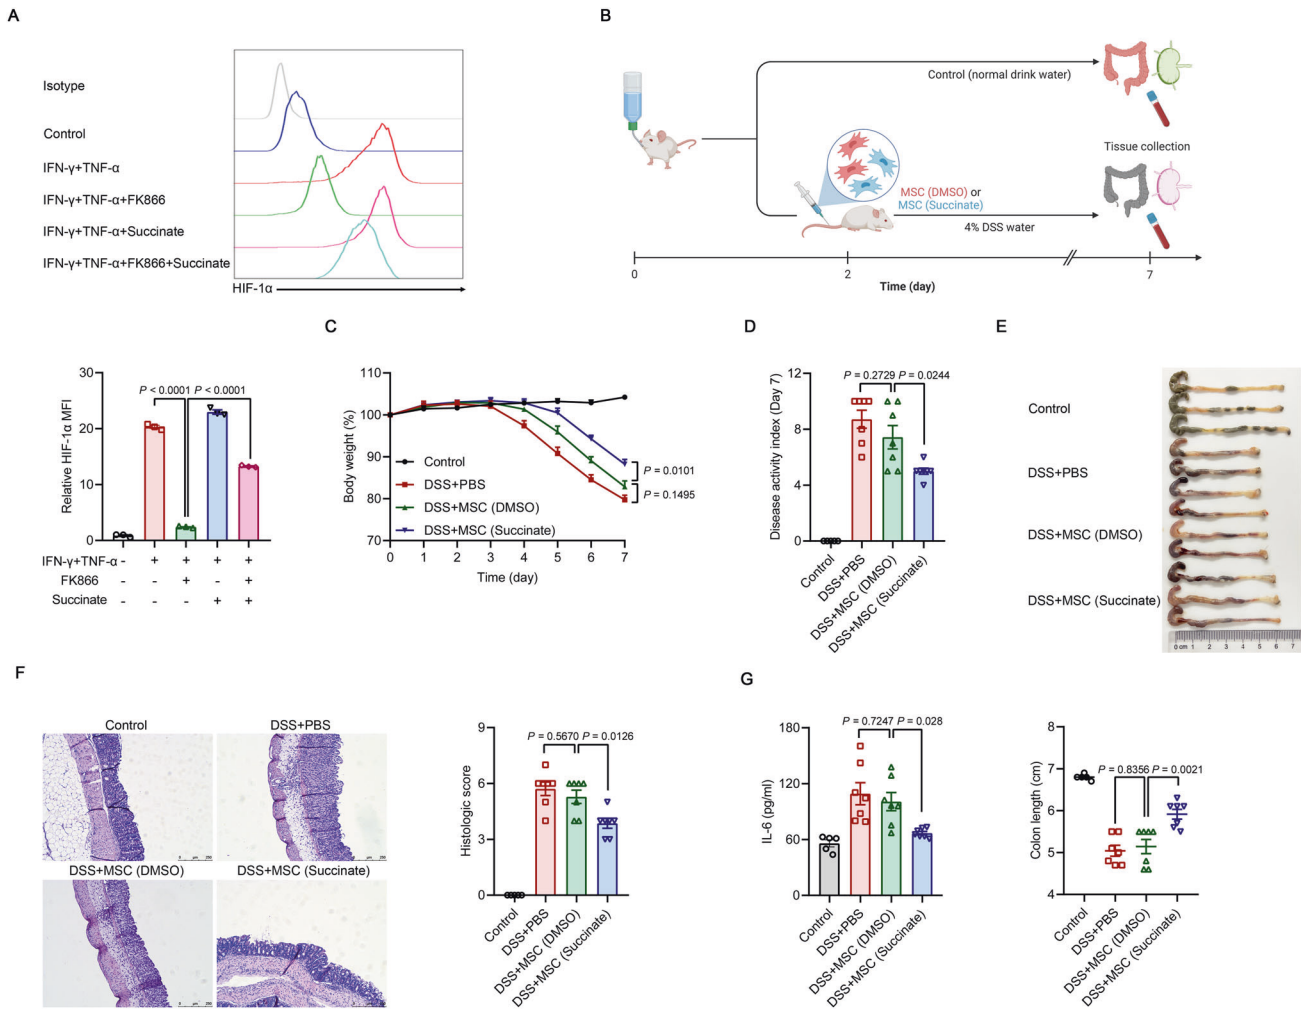 A
Isotype
Control
IFN-γ+TNF-α
IFN-γ+TNF-α+FK866
IFN-γ+TNF-α+Succinate
IFN-γ+TNF-α+FK866+Succinate
HIF-1α
B
Control (normal drink water)
Tissue collection
MSC (DMSO) or
MSC (Succinate)
4% DSS water
0 2 7
Time (day)
30
20
10
0
Relative HIF-1α MFI
P < 0.0001 P < 0.0001
IFN-γ+TNF-α - + + + +
FK866 - - + - +
Succinate - - - + +
C
110
100
90
80
70
Body weight (%)
Control
DSS+PBS
DSS+MSC (DMSO)
DSS+MSC (Succinate)
P = 0.0101
P = 0.1495
0 1 2 3 4 5 6 7
Time (day)
D
12
8
4
0
Disease activity index (Day 7)
P = 0.2729 P = 0.0244
Control
DSS+PBS
DSS+MSC (DMSO)
DSS+MSC (Succinate)
E
Control
DSS+PBS
DSS+MSC (DMSO)
DSS+MSC (Succinate)
0 cm 1 2 3 4 5 6 7
F
Control
DSS+PBS
DSS+MSC (DMSO)
DSS+MSC (Succinate)
9
6
3
0
Histologic score
P = 0.5670 P = 0.0126
Control
DSS+PBS
DSS+MSC (DMSO)
DSS+MSC (Succinate)
G
180
120
60
0
IL-6 (pg/ml)
P = 0.7247 P = 0.028
Control
DSS+PBS
DSS+MSC (DMSO)
DSS+MSC (Succinate)
8
7
6
5
4
Colon length (cm)
P = 0.8356 P = 0.0021
Control
DSS+PBS
DSS+MSC (DMSO)
DSS+MSC (Succinate)